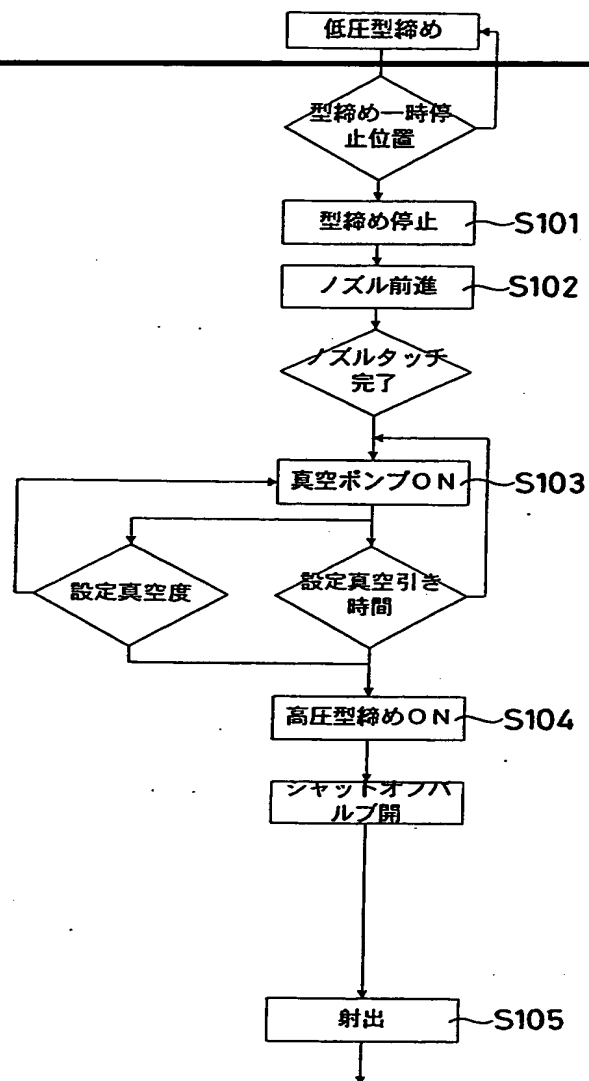 低圧型締め
型締め一時停
止位置
型締め停止
S101
ノズル前進
S102
ノズルタッチ
完了
真空ポンプON
S103
設定真空度
設定真空引き
時間
高圧型締めON
S104
シャットオフバ
ルブ開
射出
S105